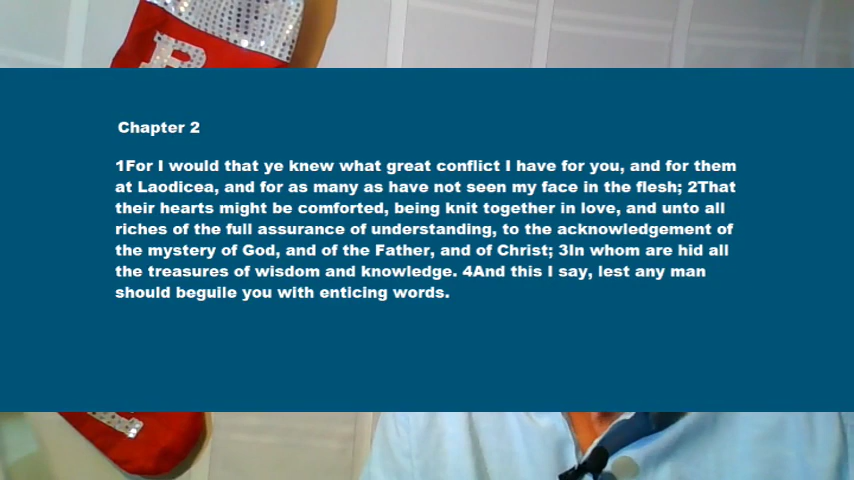 B
Chapter 2
1For I would that ye knew what great conflict I have for you, and for them
at Laodicea, and for as many as have not seen my face in the flesh; 2That
their hearts might be comforted, being knit together in love, and unto all
riches of the full assurance of understanding, to the acknowledgement of
the mystery of God, and of the Father, and of Christ; 3In whom are hid all
the treasures of wisdom and knowledge. 4And this I say, lest any man
should beguile you with enticing words.